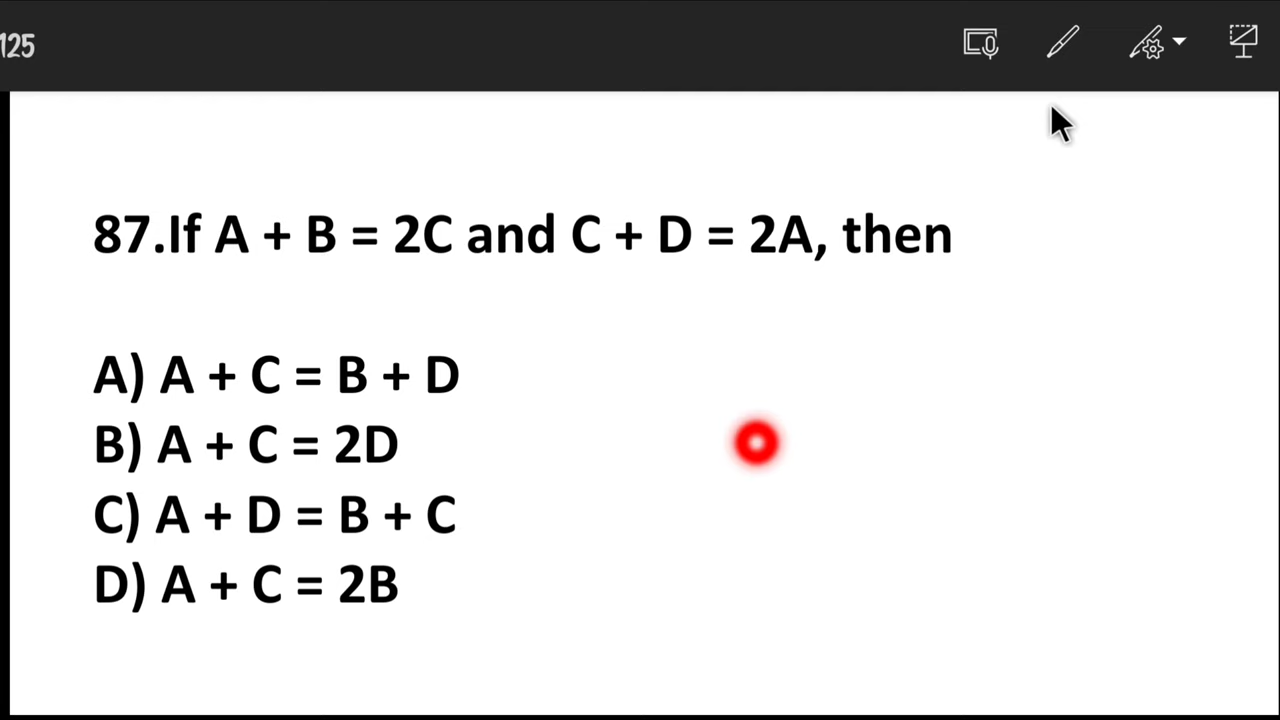 125
87.If A + B = 2C and C + D = 2A, then
A) A + C = B + D
B) A + C = 2D
C) A + D = B + C
D) A + C = 2B